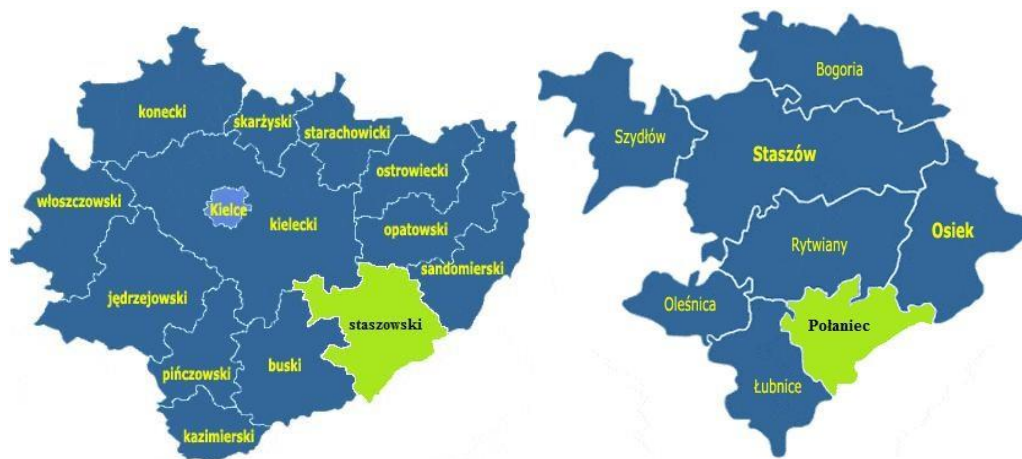 konecki
skarżyski
starachowicki
ostrowiecki
włoszczowski
Kielce
kielecki
opatowski
sandomierski
jędrzejowski
staszowski
pińczowski
buski
kazimierski
Bogoria
Szydłów
Staszów
Rytwiany
Osiek
Oleśnica
Połaniec
Łubnice